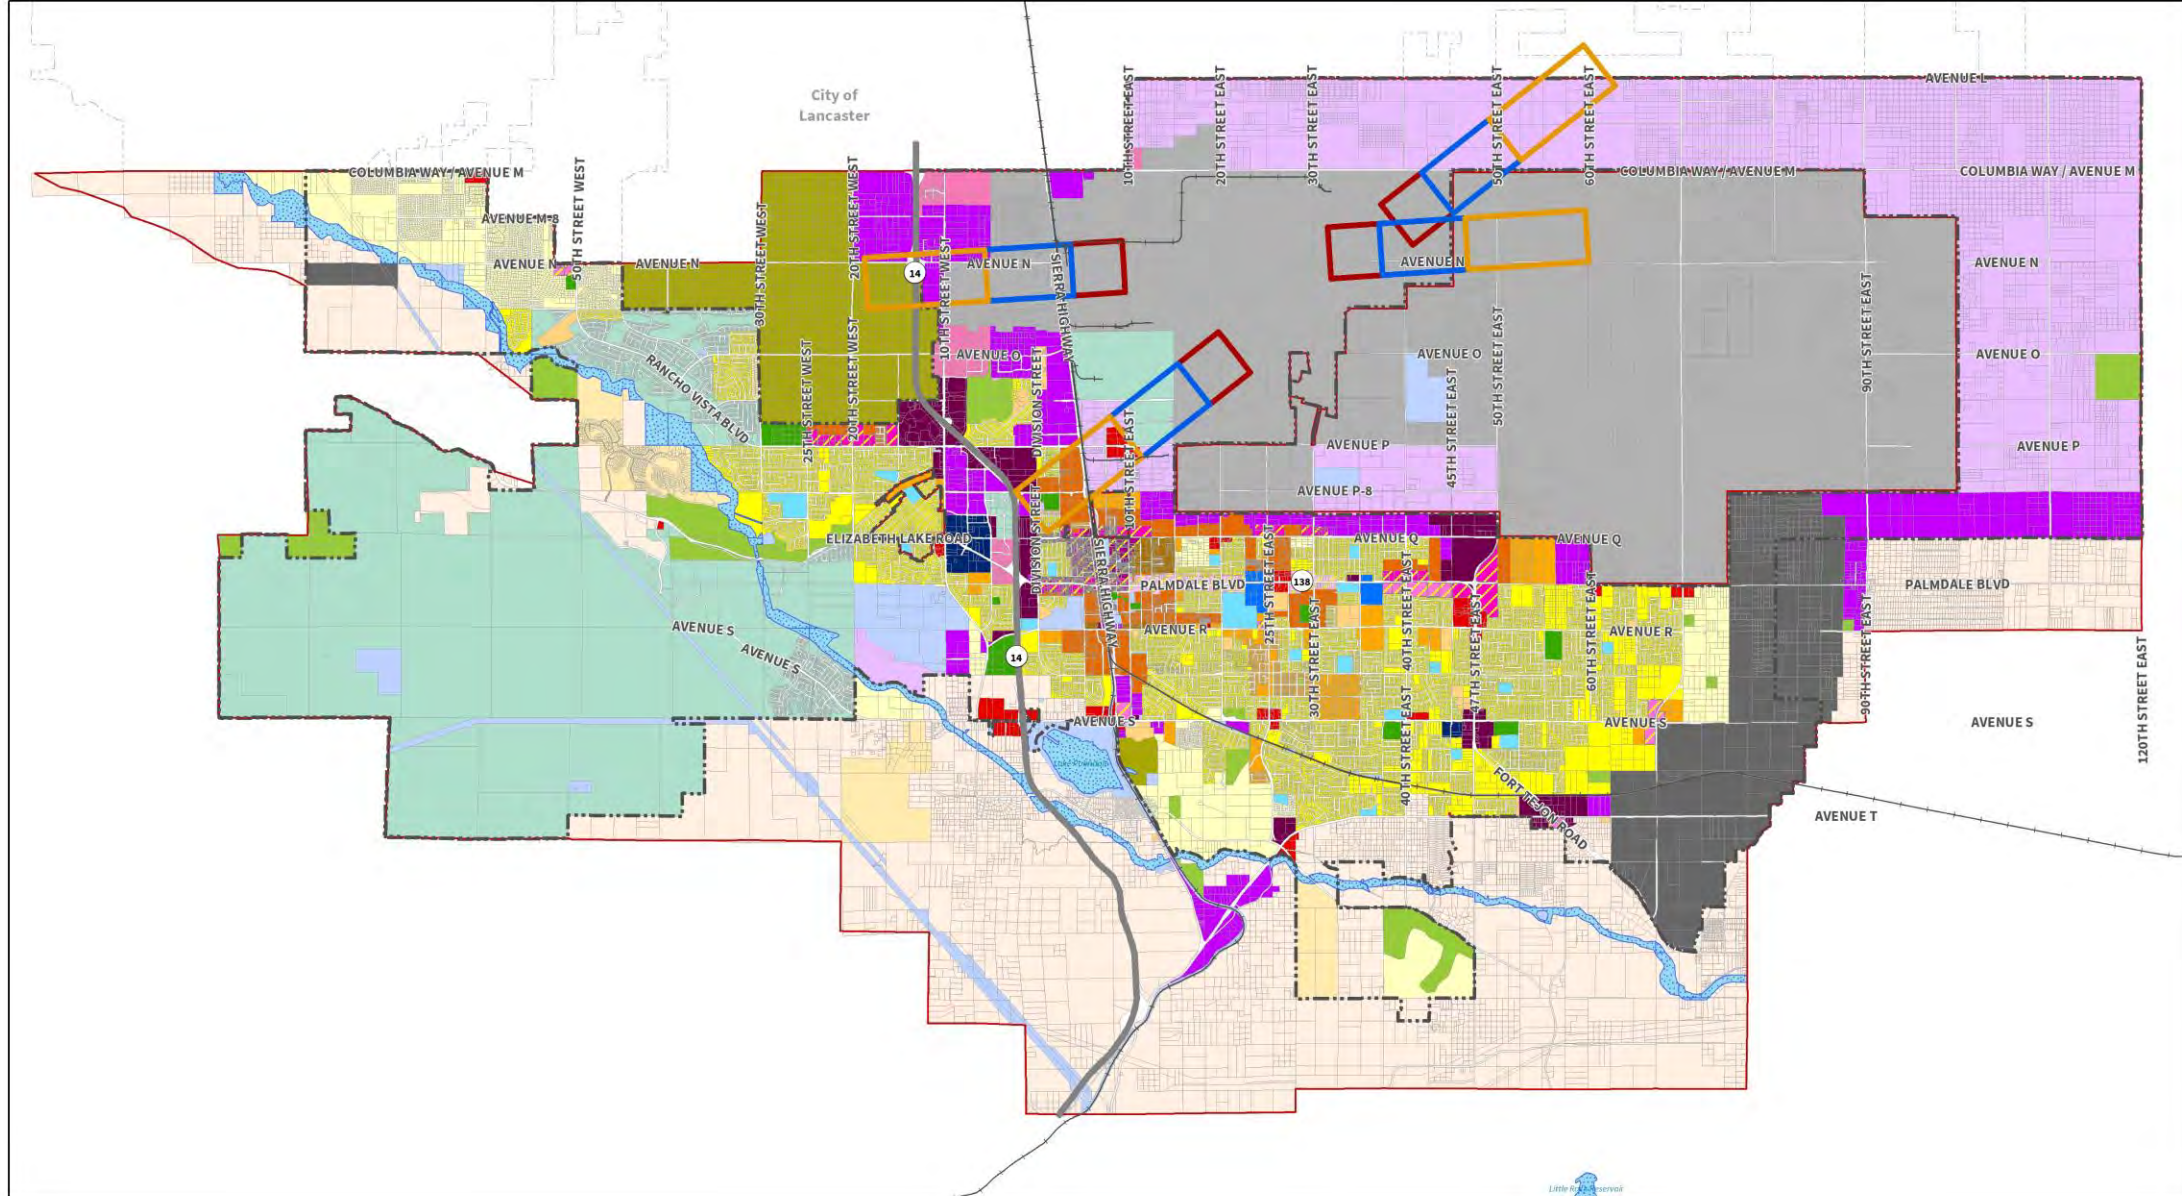 City of
Lancaster
AVENUE L
10TH STREET EAST
20TH STREET EAST
30TH STREET EAST
50TH STREET EAST
60TH STREET EAST
COLUMBIA WAY / AVENUE M
COLUMBIA WAY / AVENUE M
COLUMBIA WAY / AVENUE M
AVENUE M-8
50TH STREET WEST
20TH STREET WEST
30TH STREET WEST
AVENUE N
AVENUE N
AVENUE N
AVENUE N
AVENUE N
14
10TH STREET WEST
SIERRA HIGHWAY
RANCHO VISTA BLVD
25TH STREET WEST
20TH STREET WEST
AVENUE O
AVENUE O
AVENUE O
DIVISION STREET
45TH STREET EAST
50TH STREET EAST
90TH STREET EAST
10TH STREET EAST
AVENUE P
AVENUE P
AVENUE P-8
ELIZABETH LAKE ROAD
DIVISION STREET
SIERRA HIGHWAY
25TH STREET EAST
AVENUE Q
AVENUE Q
PALMDALE BLVD
138
PALMDALE BLVD
AVENUE S
AVENUE S
14
AVENUE R
30TH STREET EAST
40TH STREET EAST
47TH STREET EAST
60TH STREET EAST
AVENUE R
90TH STREET EAST
120TH STREET EAST
AVENUE S
AVENUE S
AVENUE S
40TH STREET EAST
FORT TEJON ROAD
AVENUE T
Little Rock Reservoir